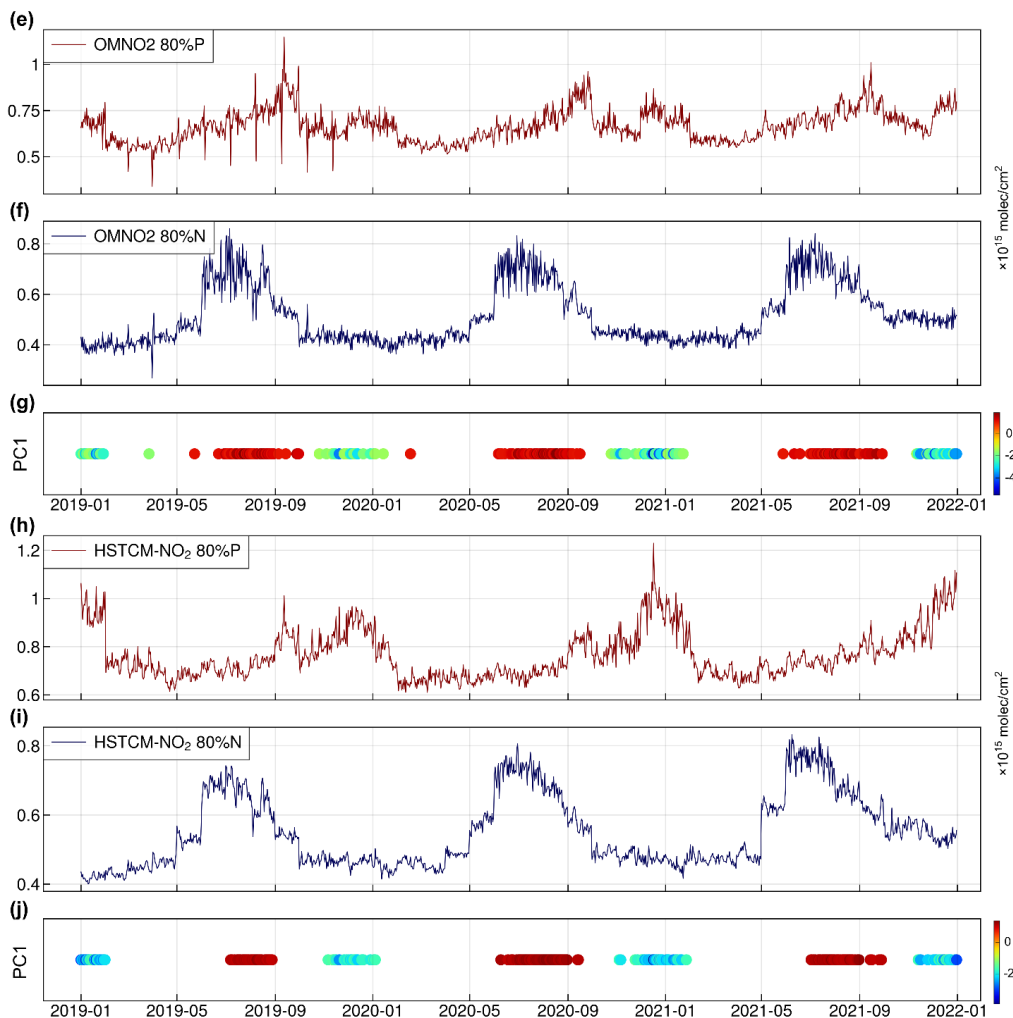 (e)
OMNO2 80%P
1
0.75
0.5
(f)
OMNO2 80%N
0.8
0.6
0.4
×10¹⁵ molec/cm²
(g)
PC1
0
-2
-4
2019-01 2019-05 2019-09 2020-01 2020-05 2020-09 2021-01 2021-05 2021-09 2022-01
(h)
HSTCM-NO₂ 80%P
1.2
1
0.8
0.6
(i)
HSTCM-NO₂ 80%N
0.8
0.6
0.4
×10¹⁵ molec/cm²
(j)
PC1
0
-2
2019-01 2019-05 2019-09 2020-01 2020-05 2020-09 2021-01 2021-05 2021-09 2022-01